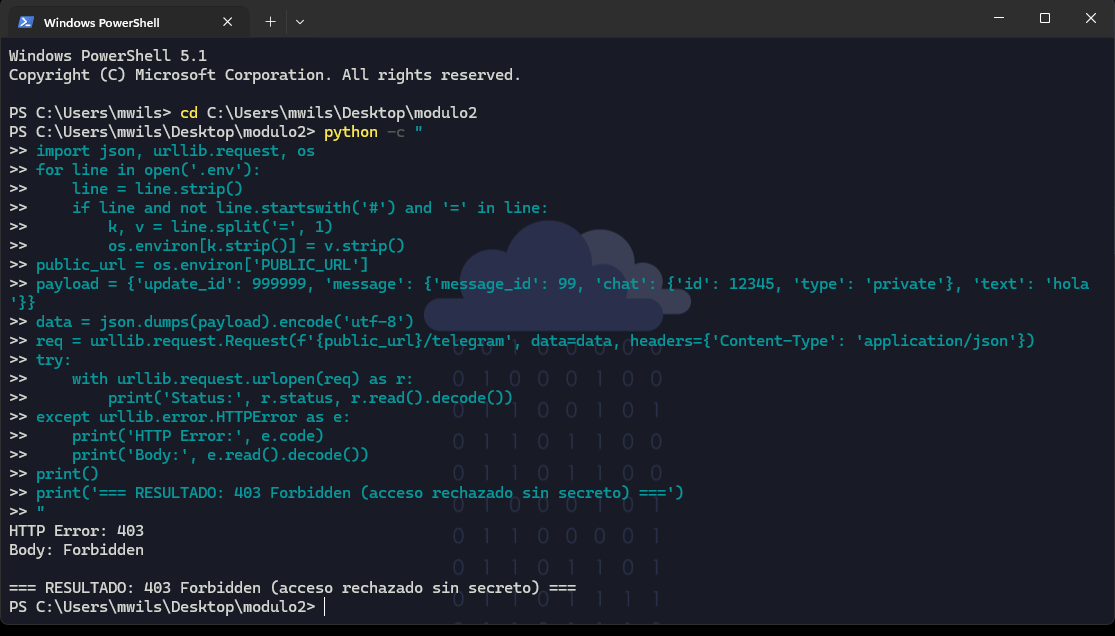 Windows PowerShell
Windows PowerShell 5.1
Copyright (C) Microsoft Corporation. All rights reserved.
PS C:\Users\mwils> cd C:\Users\mwils\Desktop\modulo2
PS C:\Users\mwils\Desktop\modulo2> python -c "
>> import json, urllib.request, os
>> for line in open('.env'):
>>     line = line.strip()
>>     if line and not line.startswith('#') and '=' in line:
>>         k, v = line.split('=', 1)
>>         os.environ[k.strip()] = v.strip()
>> public_url = os.environ['PUBLIC_URL']
>> payload = {'update_id': 999999, 'message': {'message_id': 99, 'chat': {'id': 12345, 'type': 'private'}, 'text': 'hola
'}}
>> data = json.dumps(payload).encode('utf-8')
>> req = urllib.request.Request(f'{public_url}/telegram', data=data, headers={'Content-Type': 'application/json'})
>> try:
>>     with urllib.request.urlopen(req) as r:
>>         print('Status:', r.status, r.read().decode())
>> except urllib.error.HTTPError as e:
>>     print('HTTP Error:', e.code)
>>     print('Body:', e.read().decode())
>> print()
>> print('=== RESULTADO: 403 Forbidden (acceso rechazado sin secreto) ===')
>> "
HTTP Error: 403
Body: Forbidden
=== RESULTADO: 403 Forbidden (acceso rechazado sin secreto) ===
PS C:\Users\mwils\Desktop\modulo2>